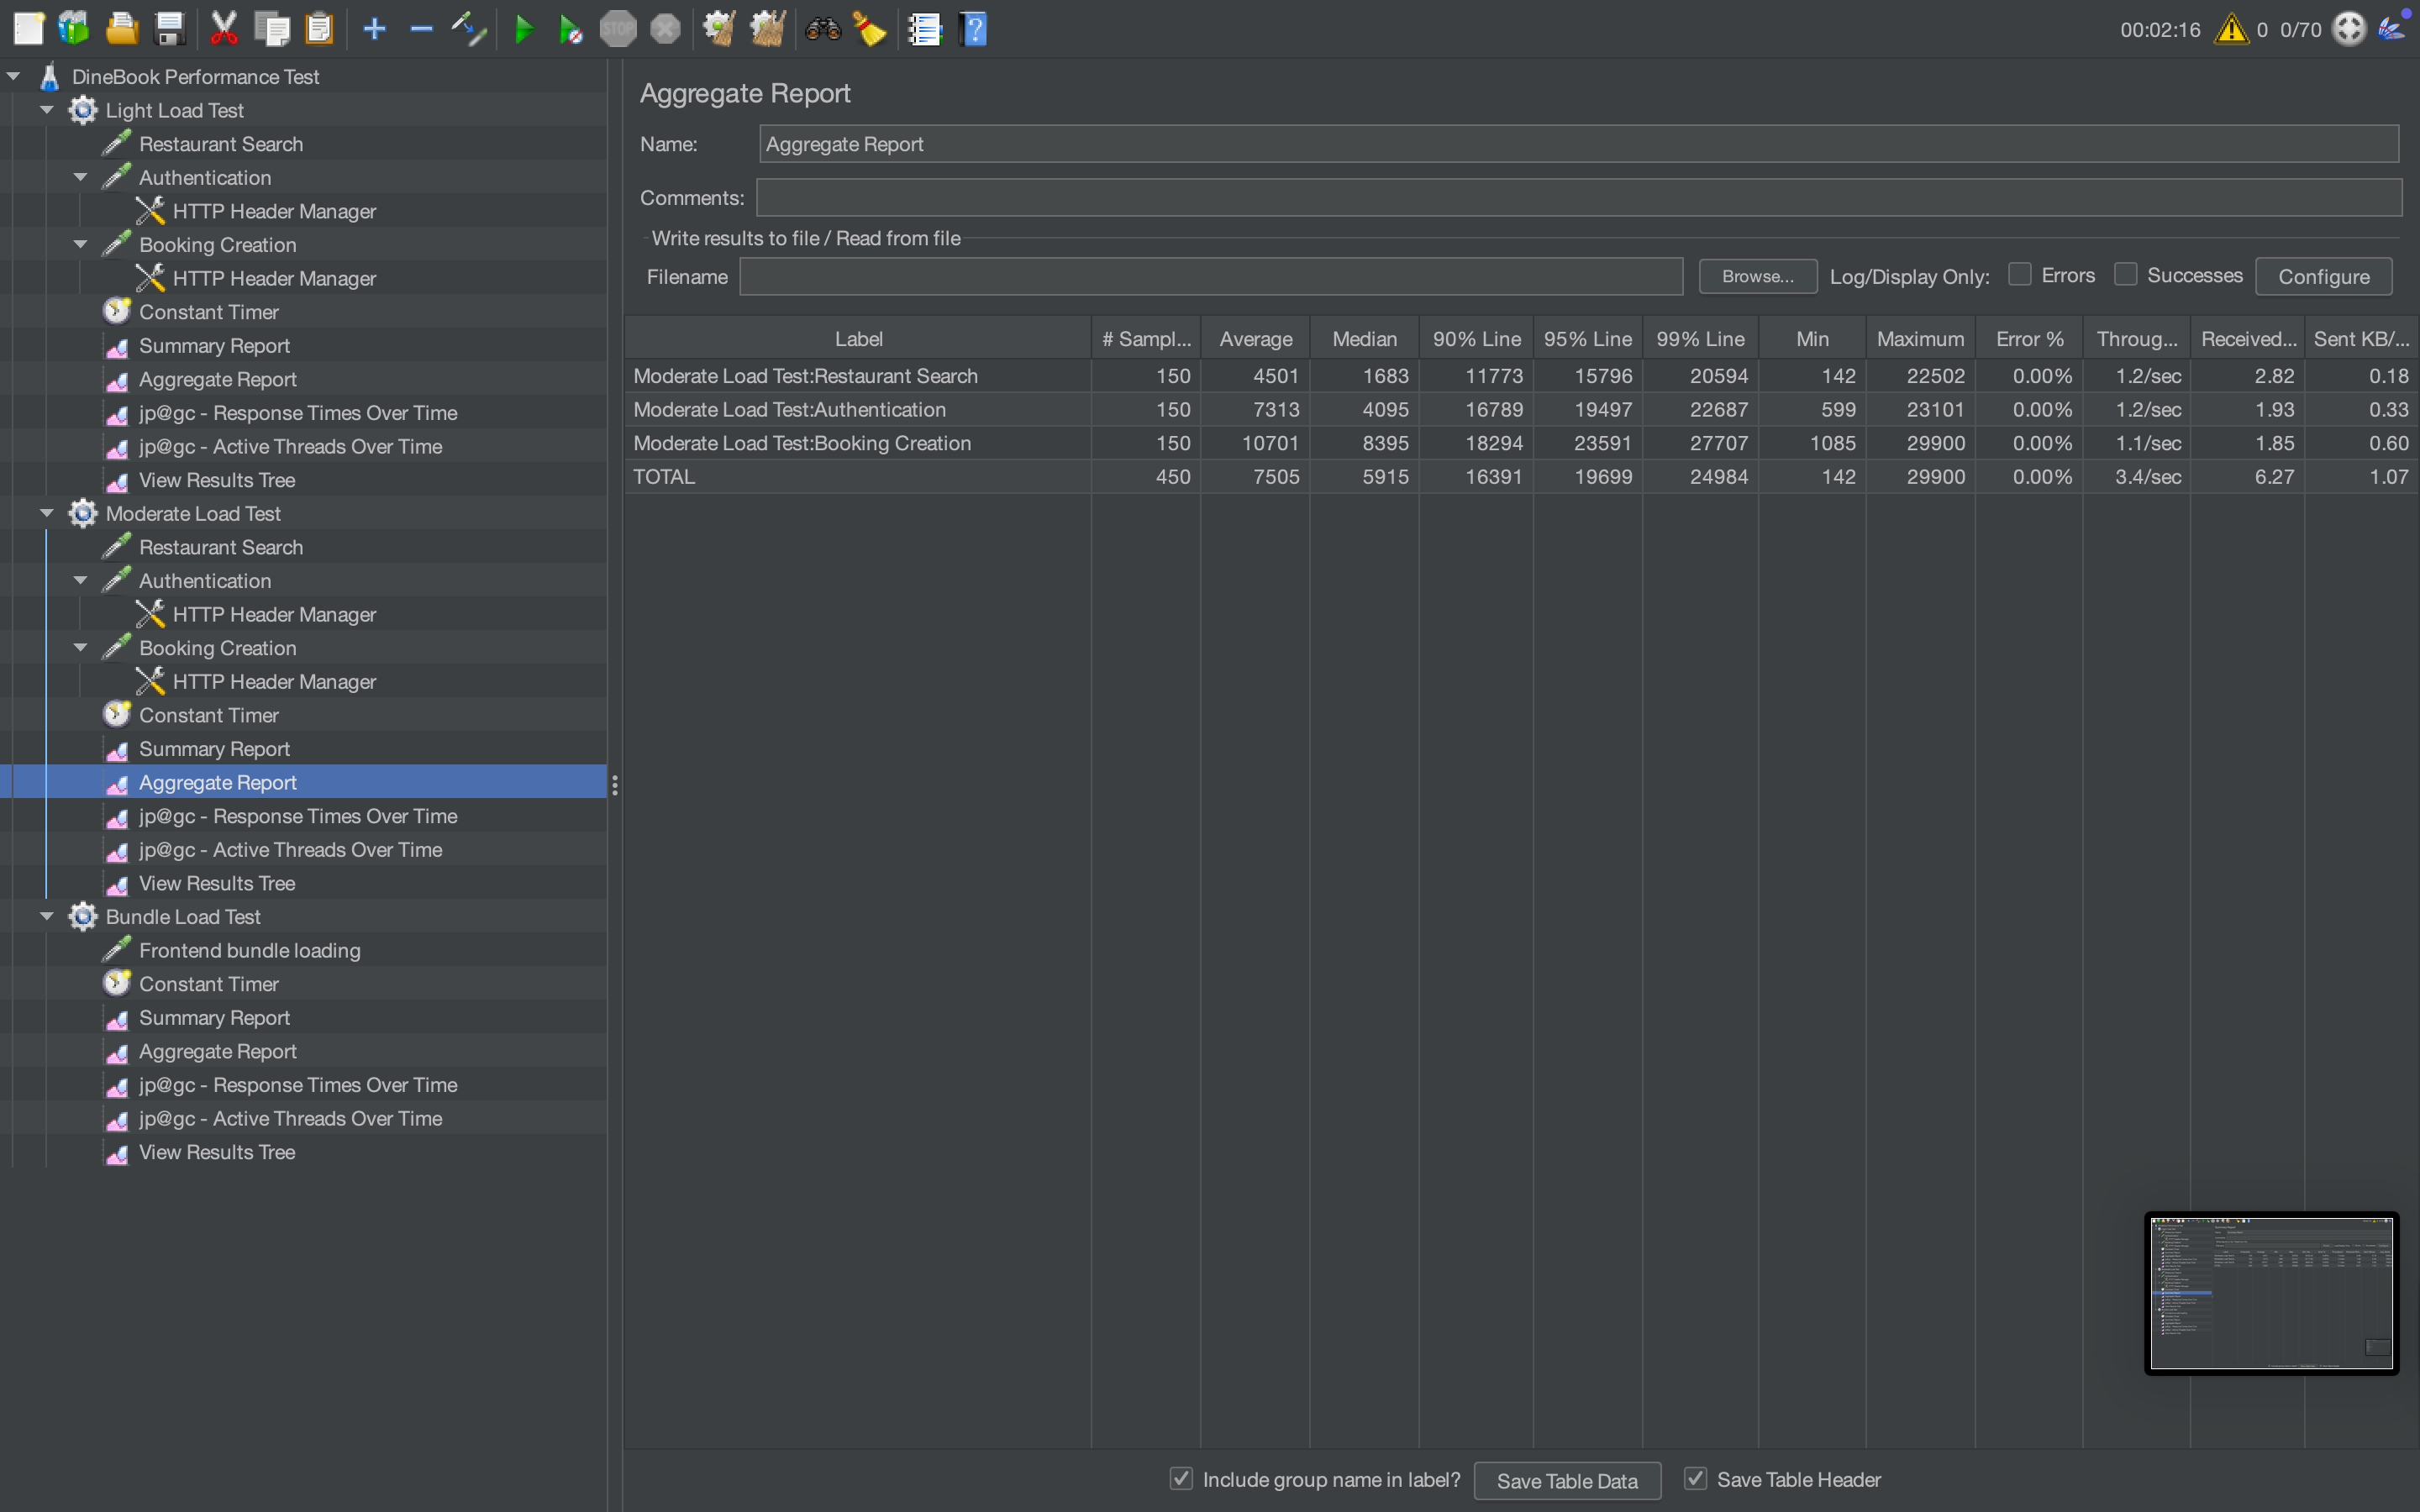 00:02:16 0 0/70
STOP
DineBook Performance Test
Light Load Test
Restaurant Search
Authentication
HTTP Header Manager
Booking Creation
HTTP Header Manager
Constant Timer
Summary Report
Aggregate Report
jp@gc - Response Times Over Time
jp@gc - Active Threads Over Time
View Results Tree
Moderate Load Test
Restaurant Search
Authentication
HTTP Header Manager
Booking Creation
HTTP Header Manager
Constant Timer
Summary Report
Aggregate Report
jp@gc - Response Times Over Time
jp@gc - Active Threads Over Time
View Results Tree
Bundle Load Test
Frontend bundle loading
Constant Timer
Summary Report
Aggregate Report
jp@gc - Response Times Over Time
jp@gc - Active Threads Over Time
View Results Tree
Aggregate Report
Name: Aggregate Report
Comments:
Write results to file / Read from file
Filename Browse... Log/Display Only: Errors Successes Configure
Label # Sampl... Average Median 90% Line 95% Line 99% Line Min Maximum Error % Throug... Received... Sent KB/...
Moderate Load Test:Restaurant Search 150 4501 1683 11773 15796 20594 142 22502 0.00% 1.2/sec 2.82 0.18
Moderate Load Test:Authentication 150 7313 4095 16789 19497 22687 599 23101 0.00% 1.2/sec 1.93 0.33
Moderate Load Test:Booking Creation 150 10701 8395 18294 23591 27707 1085 29900 0.00% 1.1/sec 1.85 0.60
TOTAL 450 7505 5915 16391 19699 24984 142 29900 0.00% 3.4/sec 6.27 1.07
Include group name in label? Save Table Data Save Table Header